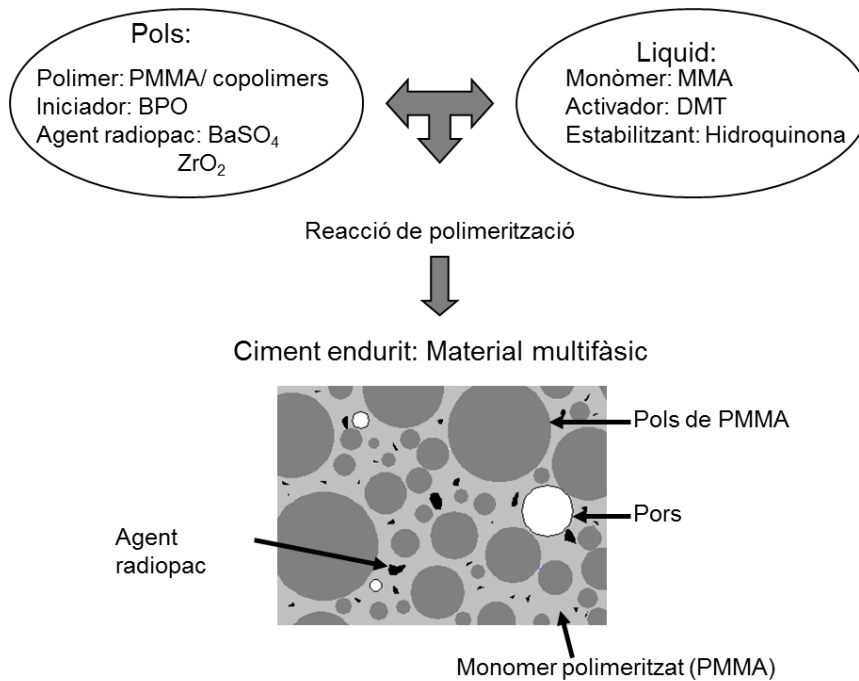 Pols:
Polimer: PMMA/ copolimers
Iniciador: BPO
Agent radiopac: BaSO₄
ZrO₂
Liquid:
Monòmer: MMA
Activador: DMT
Estabilitzant: Hidroquinona
Reacció de polimerització
Ciment endurit: Material multifàsic
Pols de PMMA
Pors
Agent
radiopac
Monomer polimeritzat (PMMA)